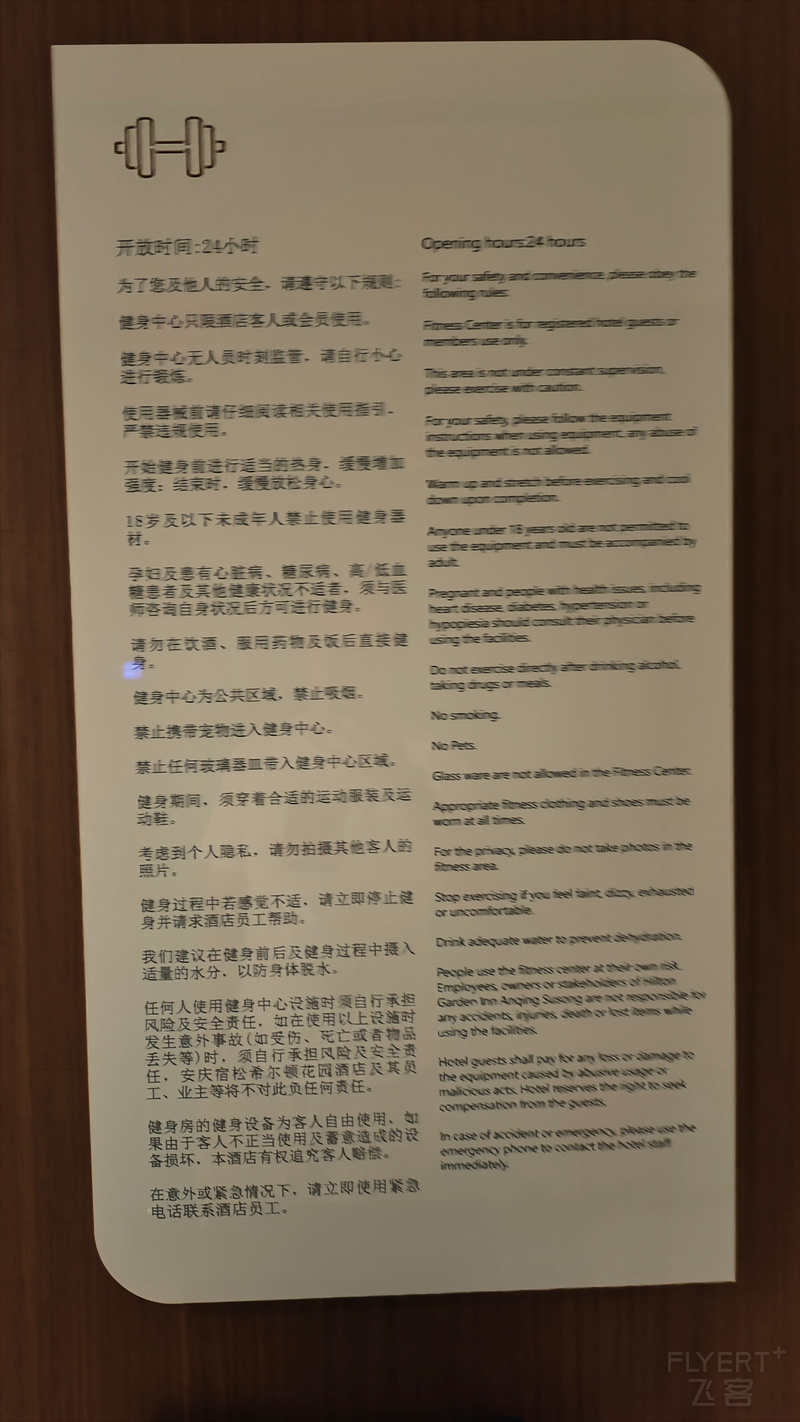 开放时间:24小时
为了您及他人的安全，请遵守以下规则:
健身中心只限酒店客人或会员使用。
健身中心无人员时刻监管，请自行小心
进行锻炼。
使用器械前请仔细阅读相关使用指引，
严禁违规使用。
开始健身前进行适当的热身，缓慢增加
强度；结束时，缓慢放松身心。
18岁及以下未成年人禁止使用健身器
材。
孕妇及患有心脏病、糖尿病、高/低血
糖患者及其他健康状况不适者，须与医
师咨询自身状况后方可进行健身。
请勿在饮酒、服用药物及饭后直接健
身。
健身中心为公共区域，禁止吸烟。
禁止携带宠物进入健身中心。
禁止任何玻璃器皿带入健身中心区域。
健身期间，须穿着合适的运动服装及运
动鞋。
考虑到个人隐私，请勿拍摄其他客人的
照片。
健身过程中若感觉不适，请立即停止健
身并请求酒店员工帮助。
我们建议在健身前后及健身过程中摄入
适量的水分，以防身体脱水。
任何人使用健身中心设施时须自行承担
风险及安全责任，如在使用以上设施时
发生意外事故(如受伤、死亡或者物品
丢失等)时，须自行承担风险及安全责
任，安庆宿松希尔顿花园酒店及其员
工、业主等将不对此负任何责任。
健身房的健身设备为客人自由使用，如
果由于客人不正当使用及蓄意造成的设
备损坏，本酒店有权追究客人赔偿。
在意外或紧急情况下，请立即使用紧急
电话联系酒店员工。
Opening hours:24 hours
For your safety and convenience, please obey the
following rules:
Fitness Center is for registered hotel guests or
members use only.
This area is not under constant supervision,
please exercise with caution.
For your safety, please follow the equipment
instructions when using equipment, any abuse of
the equipment is not allowed.
Warm up and stretch before exercising and cool
down upon completion.
Anyone under 18 years old are not permitted to
use the equipment and must be accompanied by
adult.
Pregnant and people with health issues, including
heart disease, diabetes, hypertension or
hypopiesia should consult their physician before
using the facilities.
Do not exercise directly after drinking alcohol,
taking drugs or meals.
No smoking.
No Pets.
Glass ware are not allowed in the Fitness Center.
Appropriate fitness clothing and shoes must be
worn at all times.
For the privacy, please do not take photos in the
fitness area.
Stop exercising if you feel faint, dizzy, exhausted
or uncomfortable.
Drink adequate water to prevent dehydration.
People use the fitness center at their own risk.
Employees, owners or stakeholders of Hilton
Garden Inn Anqing Susong are not responsible for
any accidents, injuries, death or lost items while
using the facilities.
Hotel guests shall pay for any loss or damage to
the equipment caused by abusive usage or
malicious acts. Hotel reserves the right to seek
compensation from the guests.
In case of accident or emergency, please use the
emergency phone to contact the hotel staff
immediately.
FLYERT+
飞客